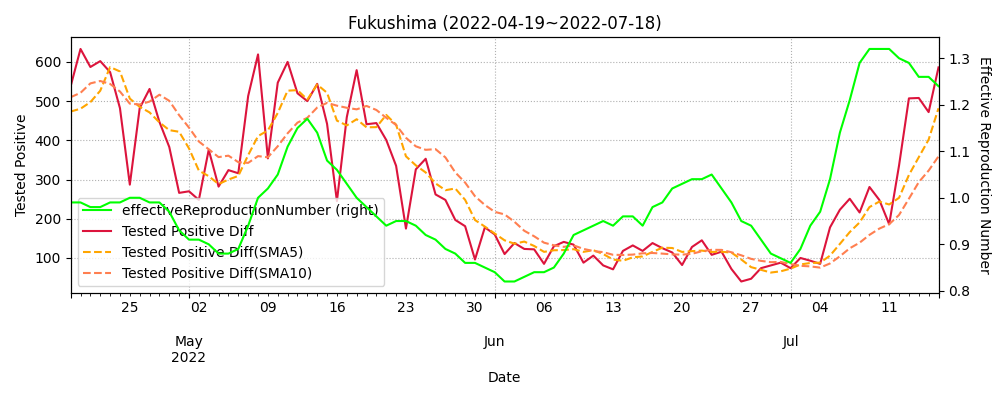 Fukushima (2022-04-19~2022-07-18)
Tested Positive
600
500
400
300
200
100
1.3
1.2
1.1
1.0
0.9
0.8
Effective Reproduction Number
effectiveReproductionNumber (right)
Tested Positive Diff
Tested Positive Diff(SMA5)
Tested Positive Diff(SMA10)
25 02 09 16 23 30 06 13 20 27 04 11
May Jun Jul
2022
Date